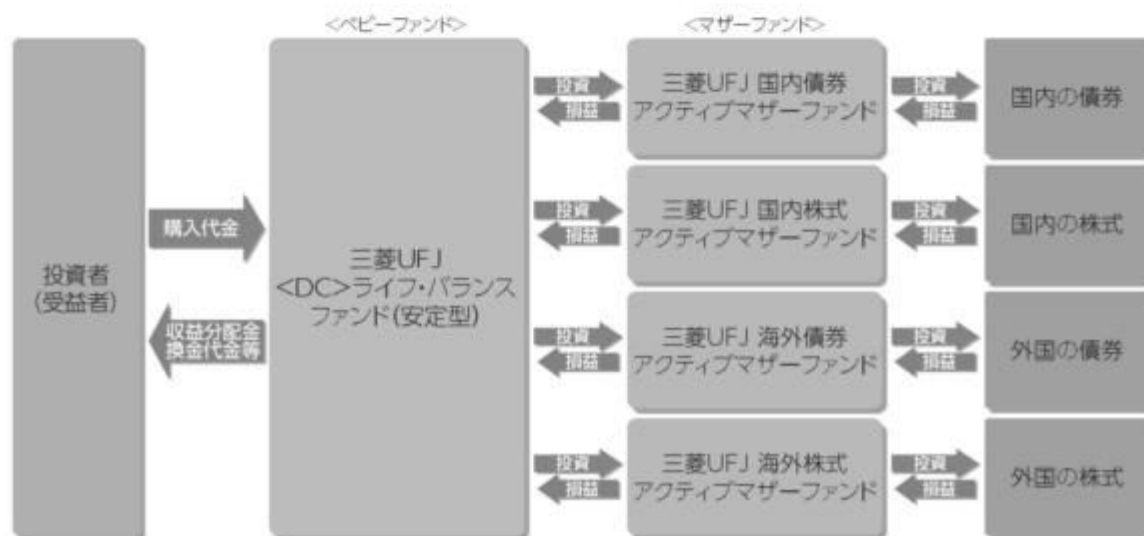 <ベビーファンド>
<マザーファンド>
投資者
(受益者)
購入代金
収益分配金
換金代金等
三菱UFJ
<DC>ライフ・バランス
ファンド(安定型)
投資
損益
三菱UFJ 国内債券
アクティブマザーファンド
投資
損益
国内の債券
投資
損益
三菱UFJ 国内株式
アクティブマザーファンド
投資
損益
国内の株式
投資
損益
三菱UFJ 海外債券
アクティブマザーファンド
投資
損益
外国の債券
投資
損益
三菱UFJ 海外株式
アクティブマザーファンド
投資
損益
外国の株式